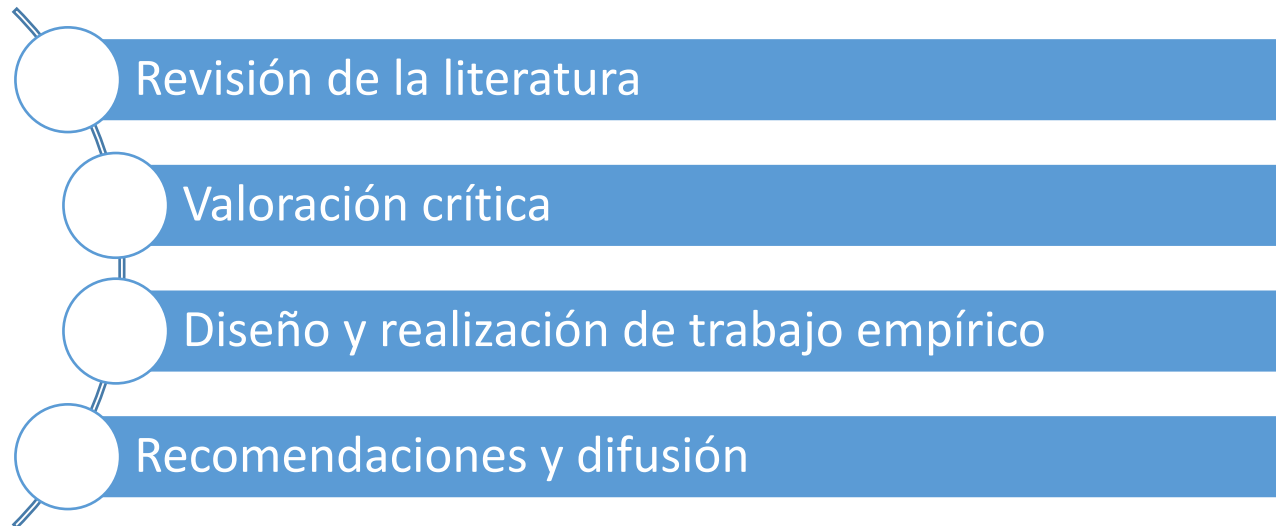 Revisión de la literatura
Valoración crítica
Diseño y realización de trabajo empírico
Recomendaciones y difusión